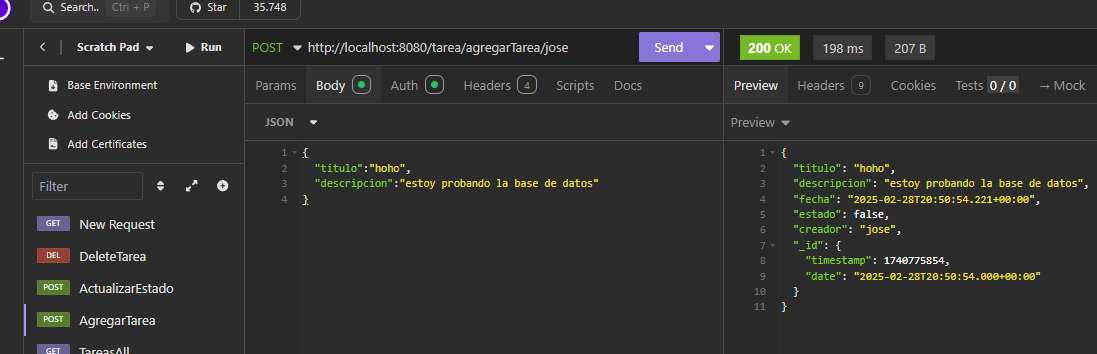 Search.. Ctrl + P Star 35.748
Scratch Pad Run
Base Environment
Add Cookies
Add Certificates
Filter
GET New Request
DEL DeleteTarea
POST ActualizarEstado
POST AgregarTarea
GET TareasAll
POST http://localhost:8080/tarea/agregarTarea/jose Send
Params Body Auth Headers 4 Scripts Docs
JSON
1 {
2 "titulo":"hoho",
3 "descripcion":"estoy probando la base de datos"
4 }
200 OK 198 ms 207 B
Preview Headers 9 Cookies Tests 0 / 0 → Mock
Preview
1 {
2 "titulo": "hoho",
3 "descripcion": "estoy probando la base de datos",
4 "fecha": "2025-02-28T20:50:54.221+00:00",
5 "estado": false,
6 "creador": "jose",
7 "_id": {
8 "timestamp": 1740775854,
9 "date": "2025-02-28T20:50:54.000+00:00"
10 }
11 }